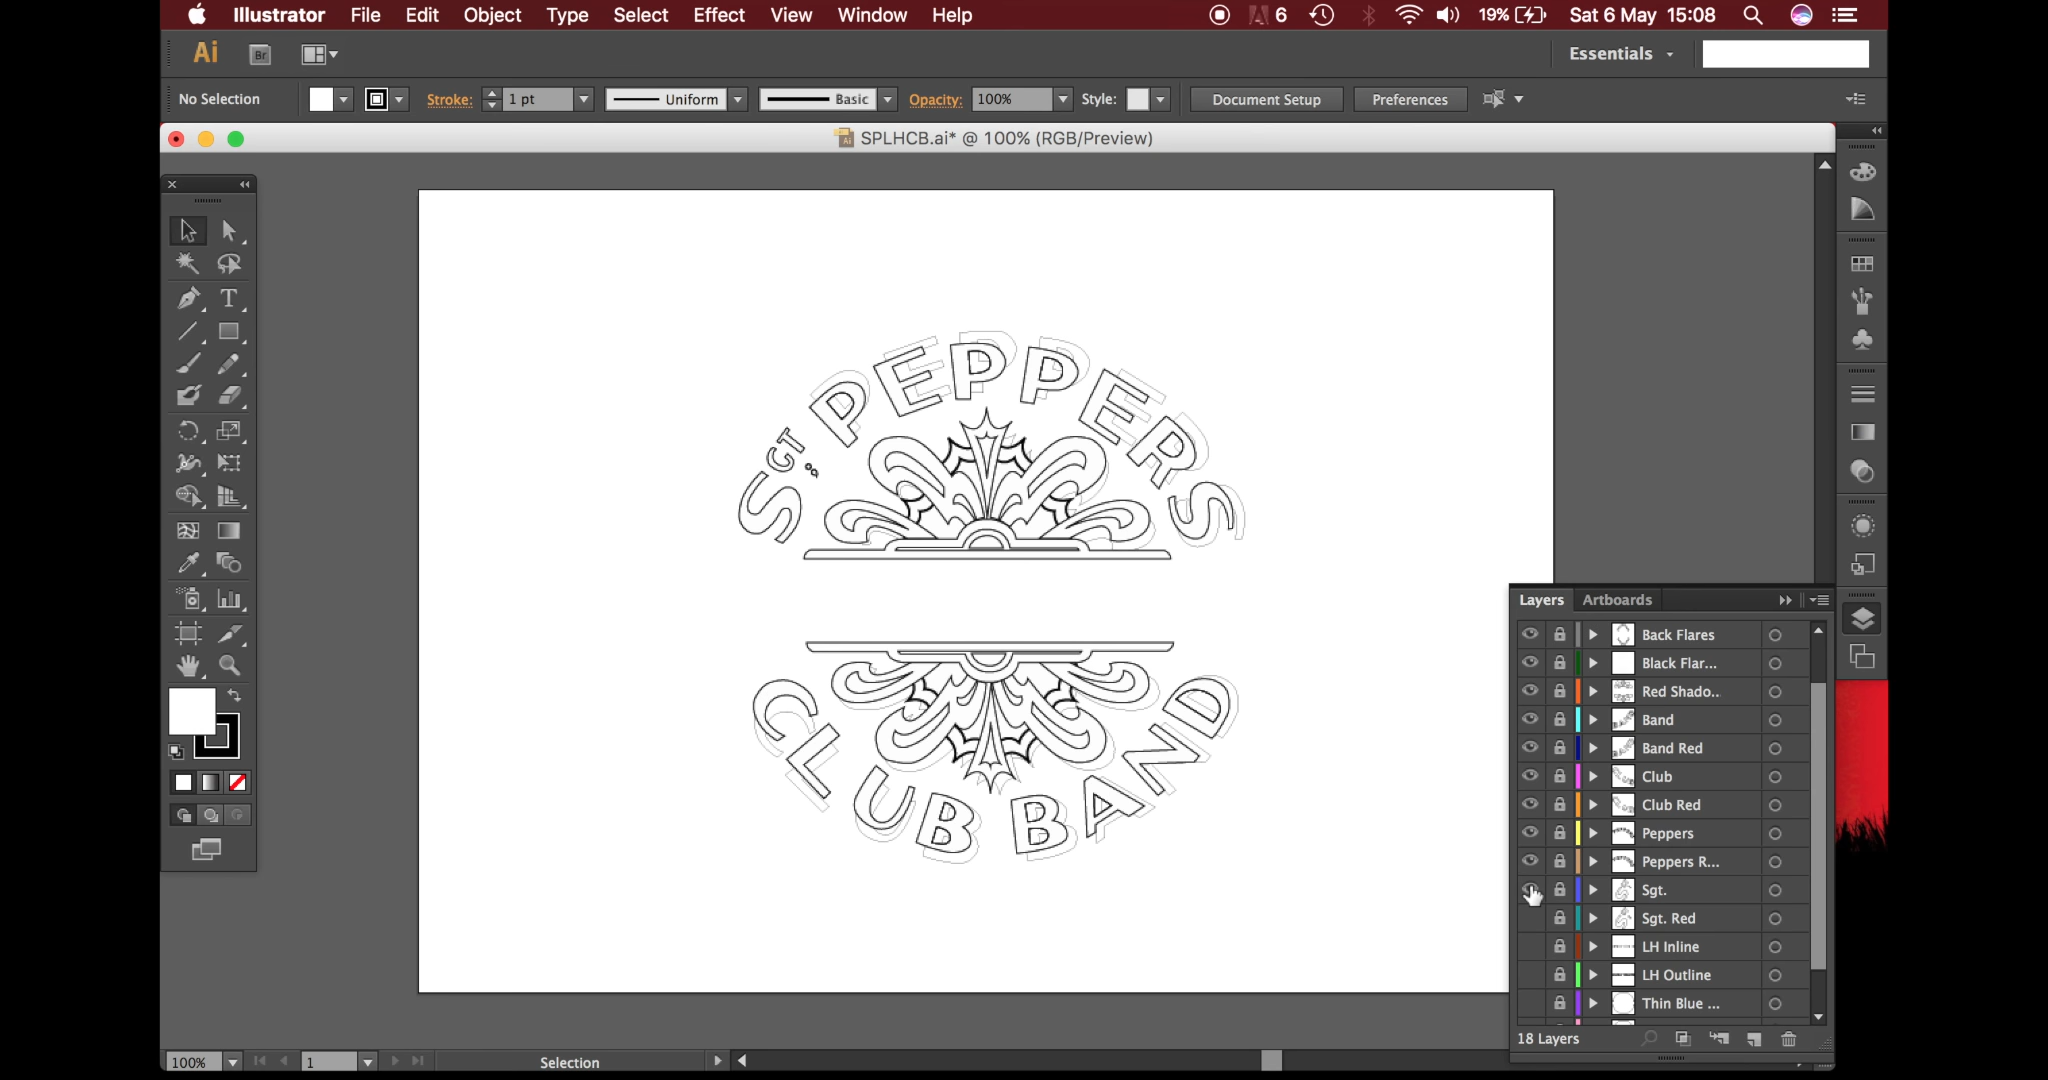 Illustrator File Edit Object Type Select Effect View Window Help
6 19% Sat 6 May 15:08
Ai Br Essentials
No Selection Stroke: 1 pt Uniform Basic Opacity: 100% Style: Document Setup Preferences
SPLHCB.ai* @ 100% (RGB/Preview)
T
SGT PEPPERS
CLUB BAND
Layers Artboards
Back Flares
Black Flar...
Red Shado..
Band
Band Red
Club
Club Red
Peppers
Peppers R...
Sgt.
Sgt. Red
LH Inline
LH Outline
Thin Blue ...
18 Layers
100% 1 Selection